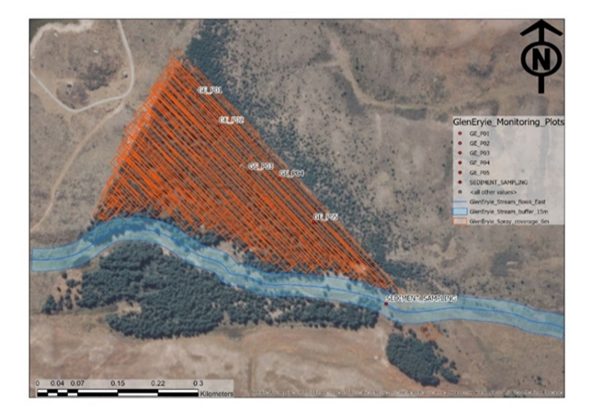 N
GE_P01
GE_P02
GE_P03
GE_P04
GE_P05
SEDIMENT_SAMPLING
GlenEryie_Monitoring_Plots
GE_P01
GE_P02
GE_P03
GE_P04
GE_P05
SEDIMENT_SAMPLING
<all other values>
GlenEryie_Stream_flows_East
GlenEryie_Stream_buffer_15m
GlenEryie_Spray_coverage_8m
0 0.04 0.07 0.15 0.22 0.3
Kilometers